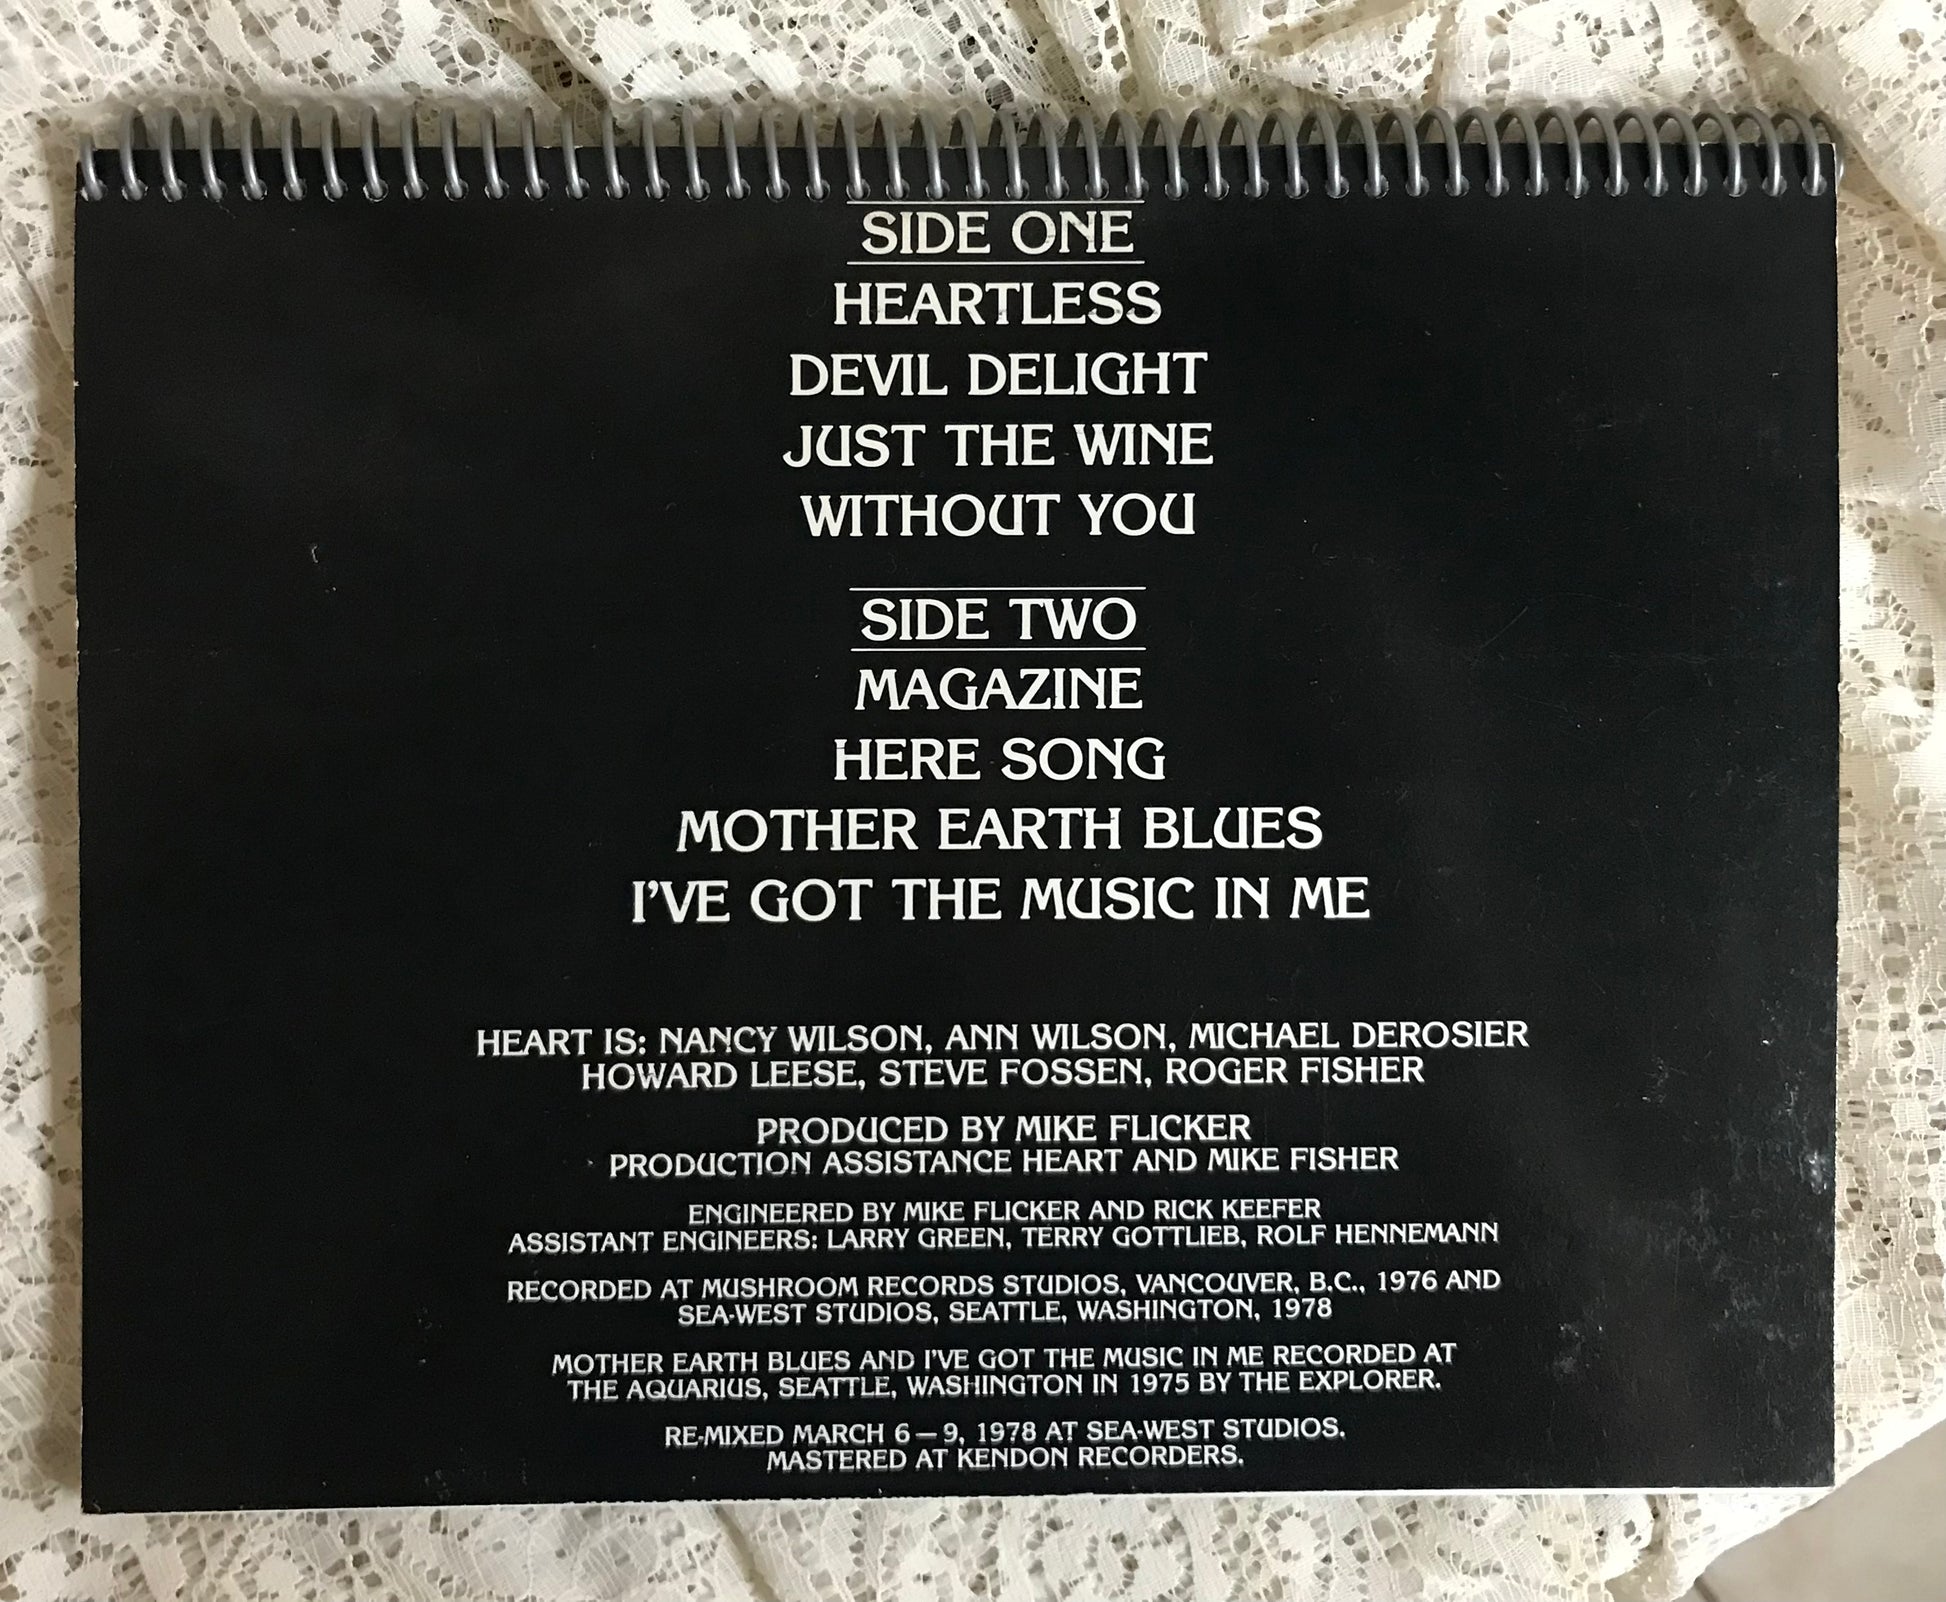 SIDE ONE
HEARTLESS
DEVIL DELIGHT
JUST THE WINE
WITHOUT YOU
SIDE TWO
MAGAZINE
HERE SONG
MOTHER EARTH BLUES
I'VE GOT THE MUSIC IN ME
HEART IS: NANCY WILSON, ANN WILSON, MICHAEL DEROSIER
HOWARD LEESE, STEVE FOSSEN, ROGER FISHER
PRODUCED BY MIKE FLICKER
PRODUCTION ASSISTANCE HEART AND MIKE FISHER
ENGINEERED BY MIKE FLICKER AND RICK KEEFER
ASSISTANT ENGINEERS: LARRY GREEN, TERRY GOTTLIEB, ROLF HENNEMANN
RECORDED AT MUSHROOM RECORDS STUDIOS, VANCOUVER, B.C., 1976 AND
SEA-WEST STUDIOS, SEATTLE, WASHINGTON, 1978
MOTHER EARTH BLUES AND I'VE GOT THE MUSIC IN ME RECORDED AT
THE AQUARIUS, SEATTLE, WASHINGTON IN 1975 BY THE EXPLORER.
RE-MIXED MARCH 6 — 9, 1978 AT SEA-WEST STUDIOS.
MASTERED AT KENDON RECORDERS.